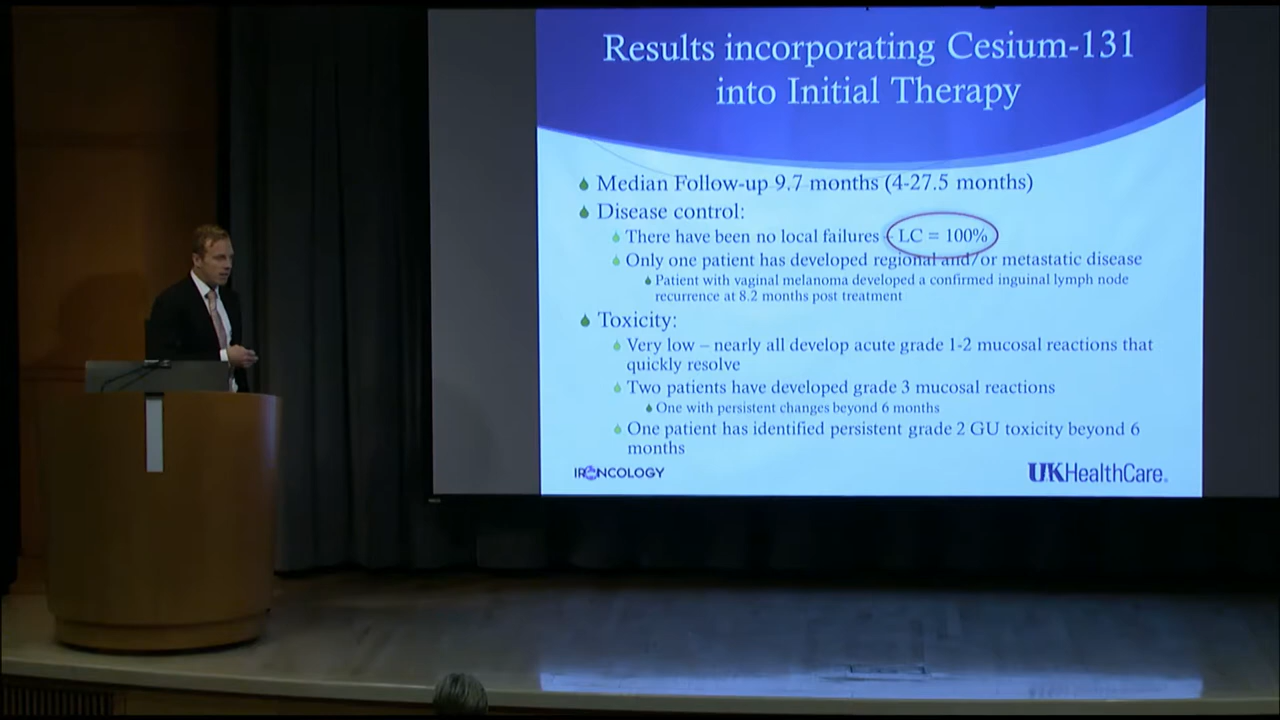 Results incorporating Cesium-131
into Initial Therapy
Median Follow-up 9.7 months (4-27.5 months)
Disease control:
There have been no local failures - LC = 100%
Only one patient has developed regional and/or metastatic disease
Patient with vaginal melanoma developed a confirmed inguinal lymph node
recurrence at 8.2 months post treatment
Toxicity:
Very low – nearly all develop acute grade 1-2 mucosal reactions that
quickly resolve
Two patients have developed grade 3 mucosal reactions
One with persistent changes beyond 6 months
One patient has identified persistent grade 2 GU toxicity beyond 6
months
IRONCOLOGY
UKHealthCare.